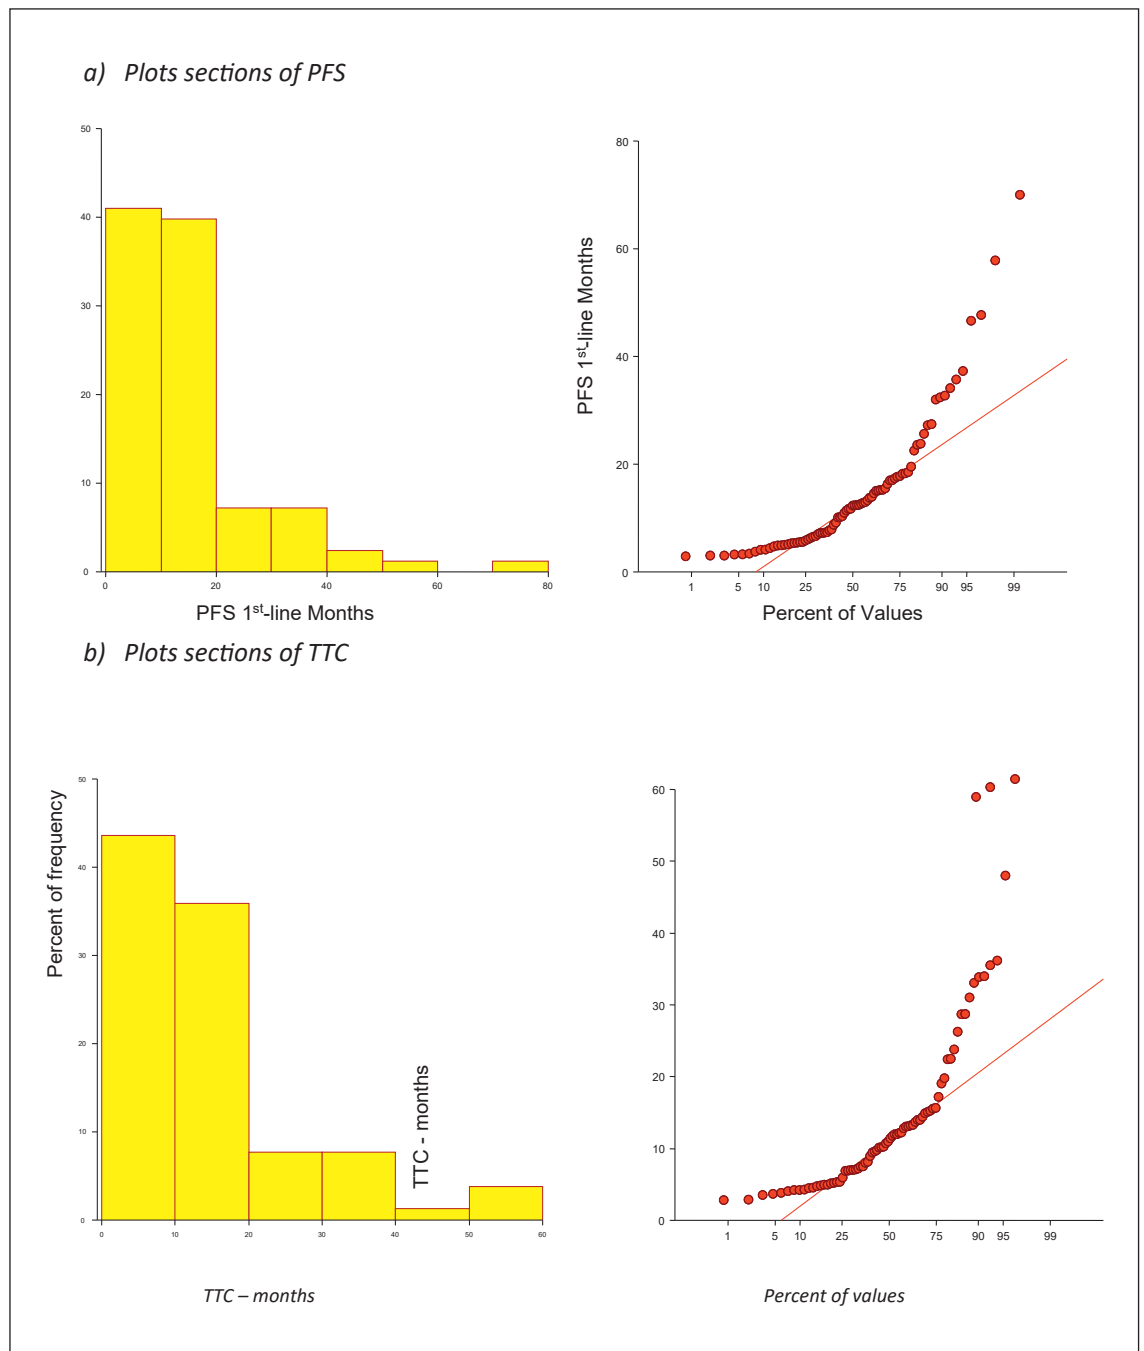 a) Plots sections of PFS
50
40
30
20
10
0
0 20 40 60 80
PFS 1st-line Months
80
60
40
20
0
PFS 1st-line Months
1 5 10 25 50 75 90 95 99
Percent of Values
b) Plots sections of TTC
Percent of frequency
50
40
30
20
10
0
0 10 20 30 40 50 60
TTC - months
TTC – months
60
50
40
30
20
10
0
1 5 10 25 50 75 90 95 99
Percent of values